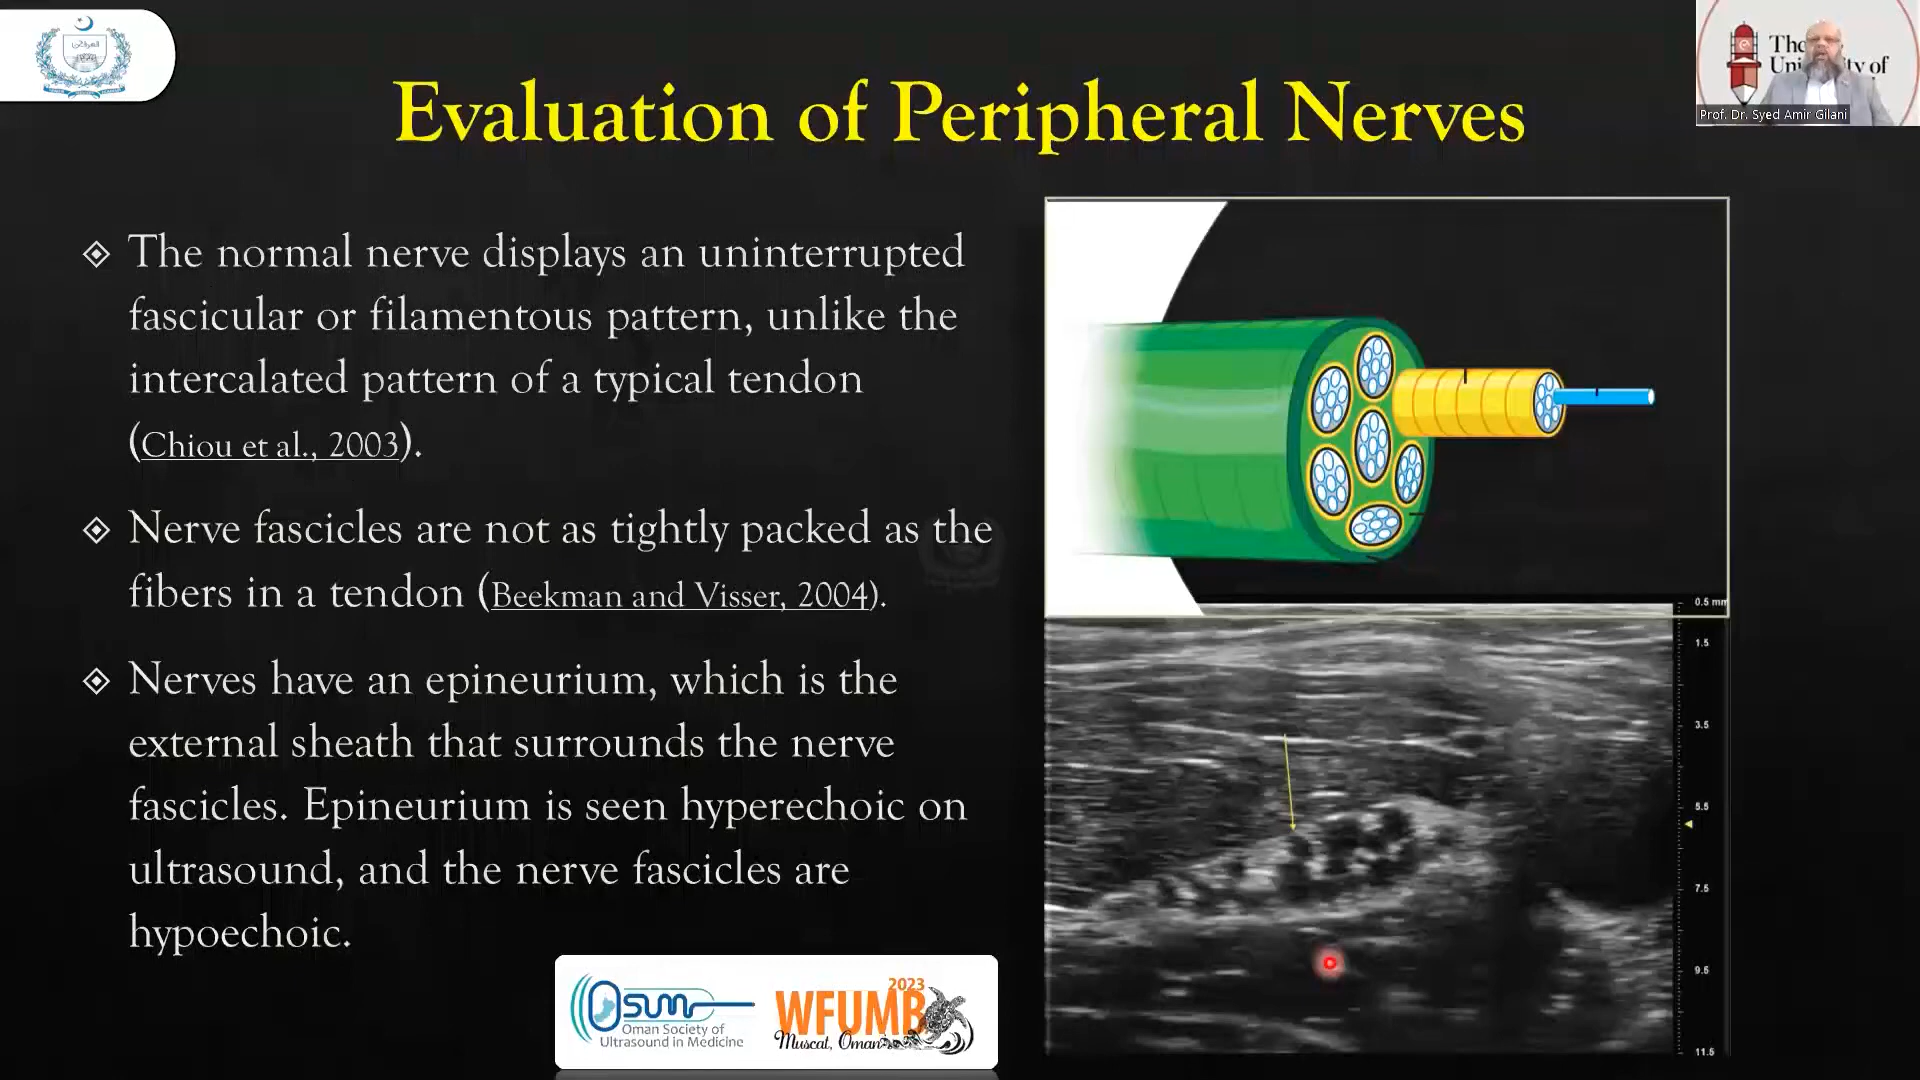 Evaluation of Peripheral Nerves
The
University of
Prof. Dr. Syed Amir Gilani
The normal nerve displays an uninterrupted
fascicular or filamentous pattern, unlike the
intercalated pattern of a typical tendon
(Chiou et al., 2003).
Nerve fascicles are not as tightly packed as the
fibers in a tendon (Beekman and Visser, 2004).
Nerves have an epineurium, which is the
external sheath that surrounds the nerve
fascicles. Epineurium is seen hyperechoic on
ultrasound, and the nerve fascicles are
hypoechoic.
0.5 mm
1.5
3.5
5.5
7.5
9.5
11.5
OSUM
Oman Society of
Ultrasound in Medicine
2023
WFUMB
Muscat, Oman